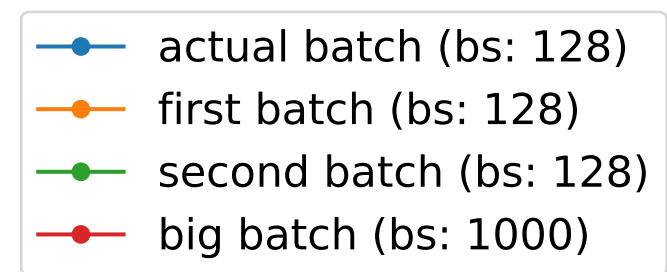 actual batch (bs: 128)
first batch (bs: 128)
second batch (bs: 128)
big batch (bs: 1000)